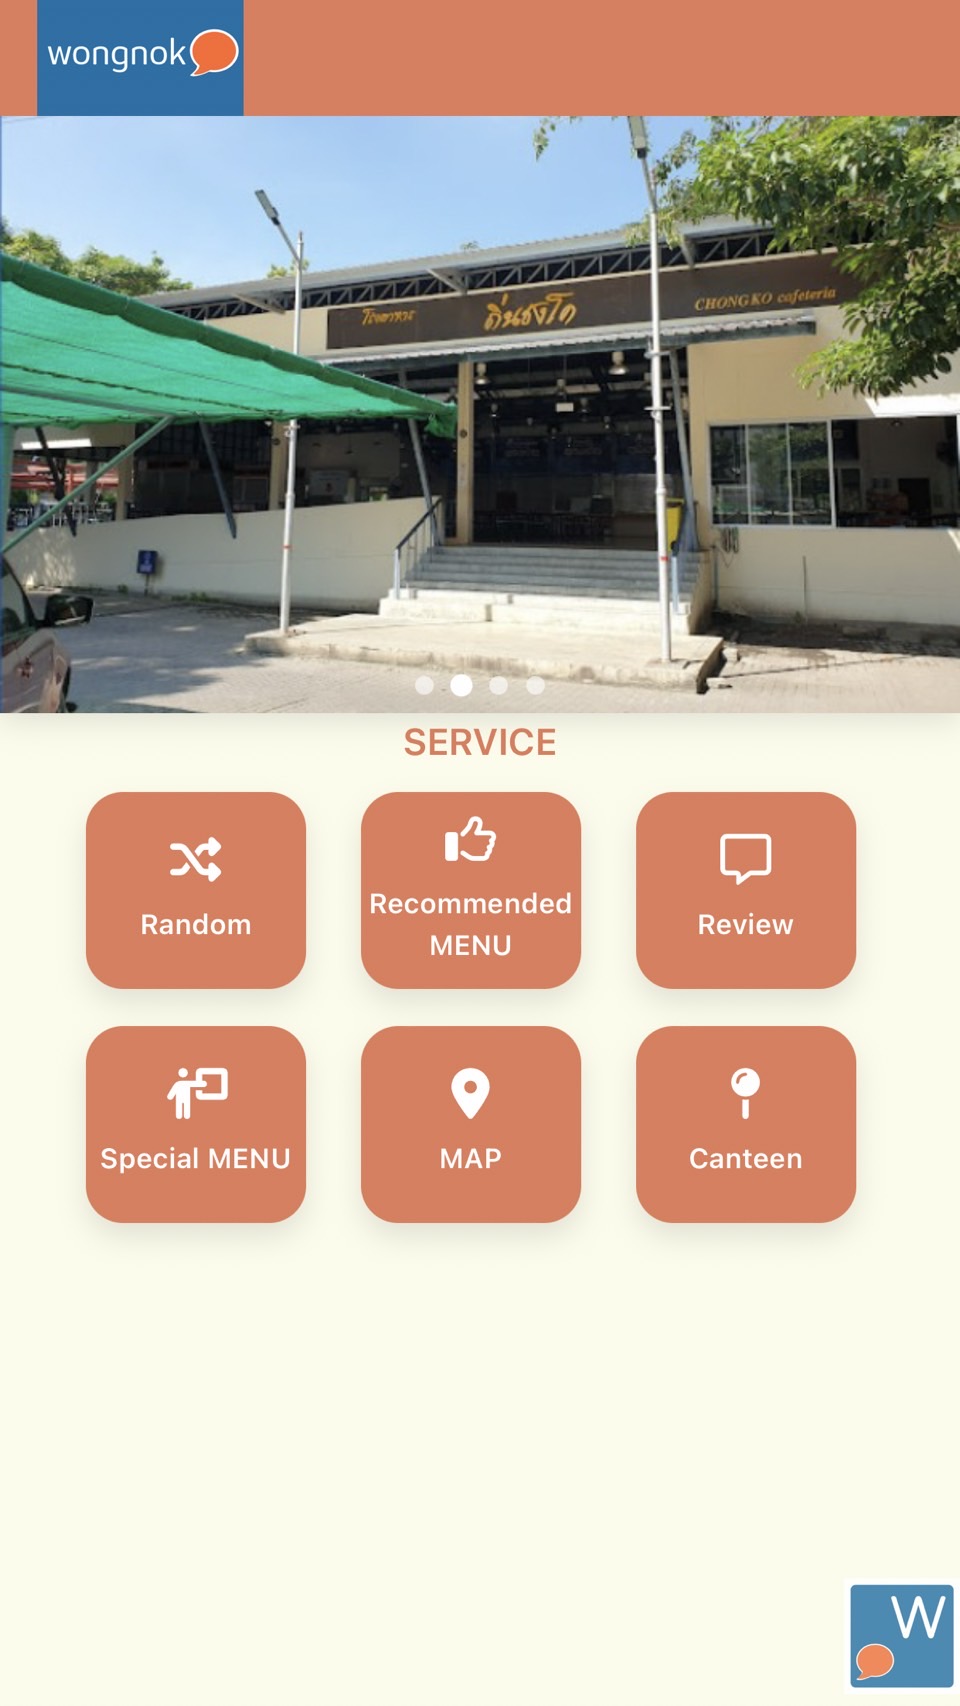 wongnok
โรงอาหาร
ถิ่นชงโค
CHONGKO cafeteria
SERVICE
Random
Recommended
MENU
Review
Special MENU
MAP
Canteen
W